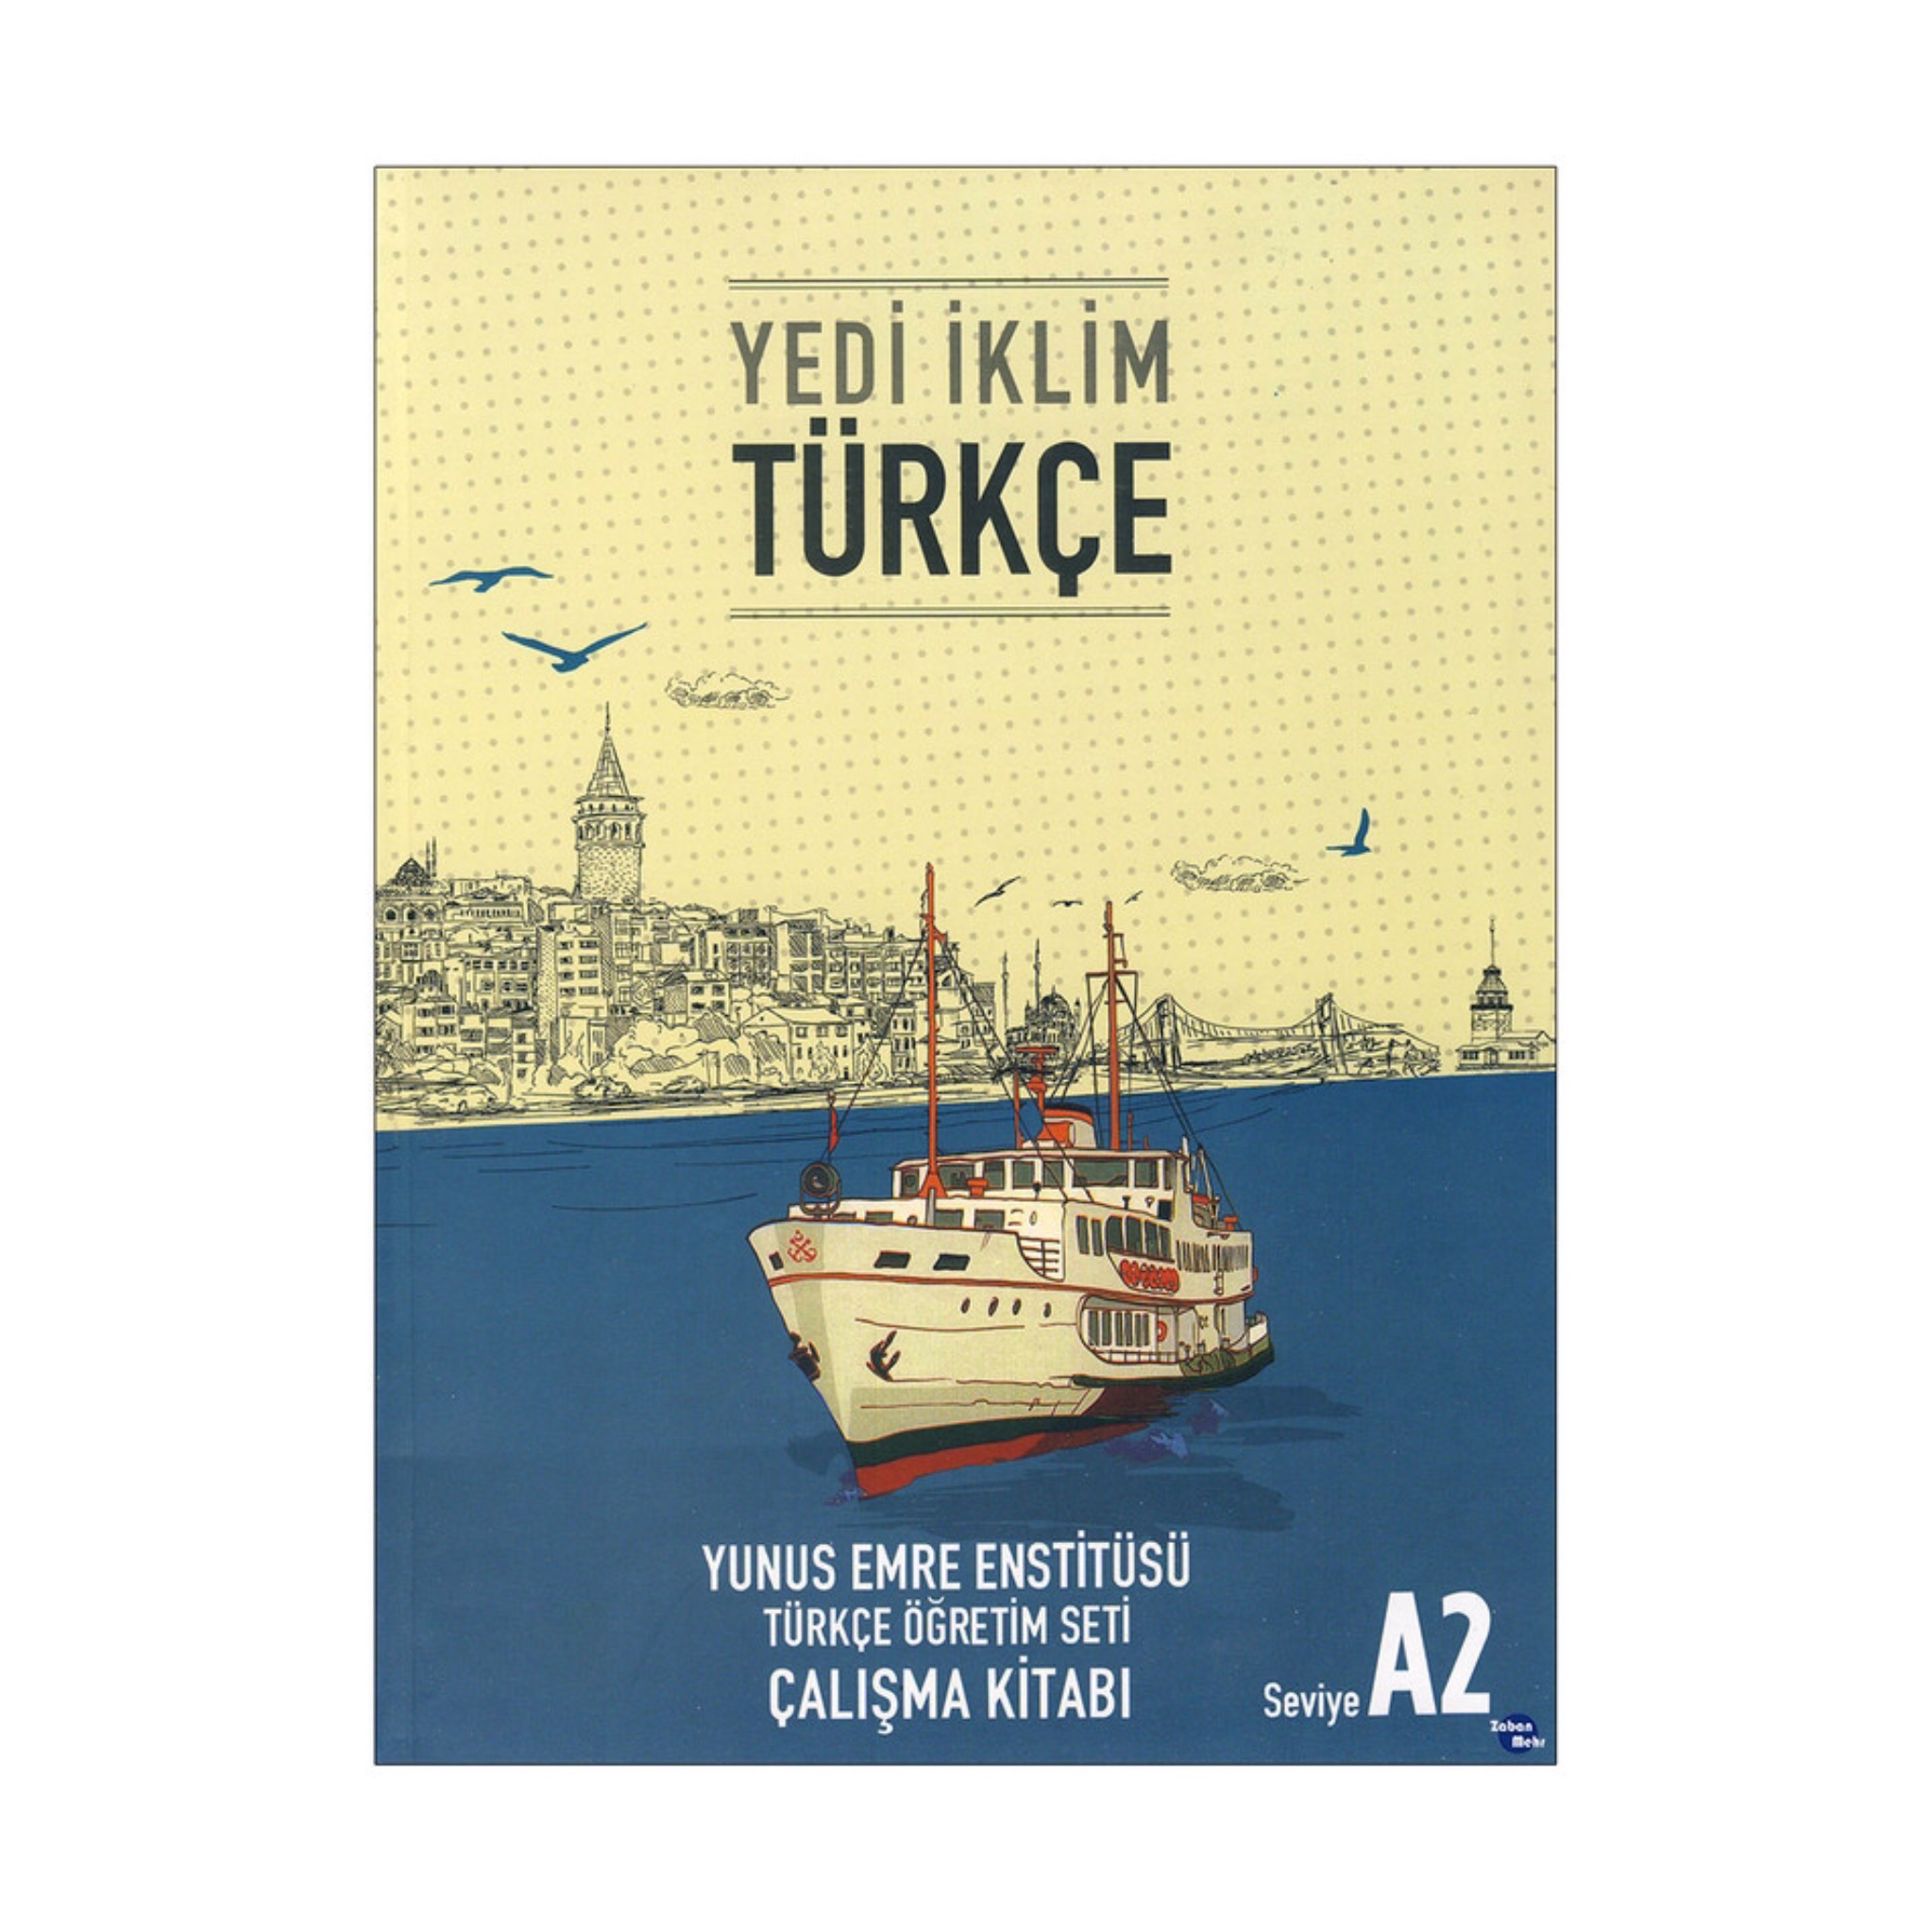 YEDİ İKLİM
TÜRKÇE
YUNUS EMRE ENSTİTÜSÜ
TÜRKÇE ÖĞRETİM SETİ
ÇALIŞMA KİTABI
Seviye A2
Zaban
Mehr